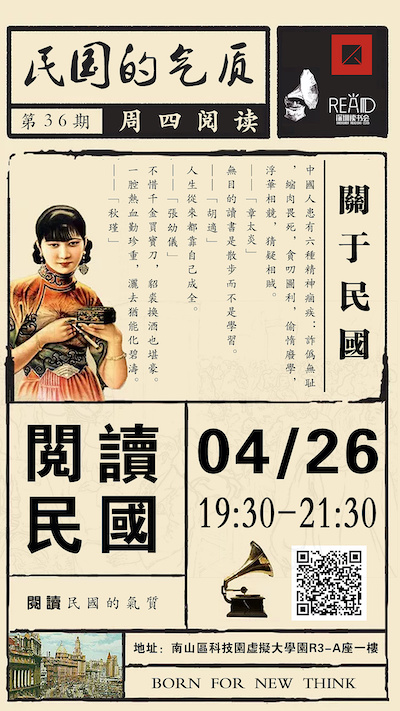 民国的气质
第36期
周四阅读
READ
深圳读书会
關于民國
中國人患有六種精神痼疾：詐僞無恥
，縮肉畏死，貪叨罔利，偷惰廢學，
浮華相競，猜疑相賊。
——「章太炎」
無目的讀書是散步而不是學習。
——「胡適」
人生從來都靠自己成全。
——「張幼儀」
不惜千金買寶刀，貂裘換酒也堪豪。
一腔熱血勤珍重，灑去猶能化碧濤。
——「秋瑾」
閱讀
民國
04/26
19:30-21:30
閱讀民國的氣質
地址：南山區科技園虛擬大學園R3-A座一樓
BORN FOR NEW THINK